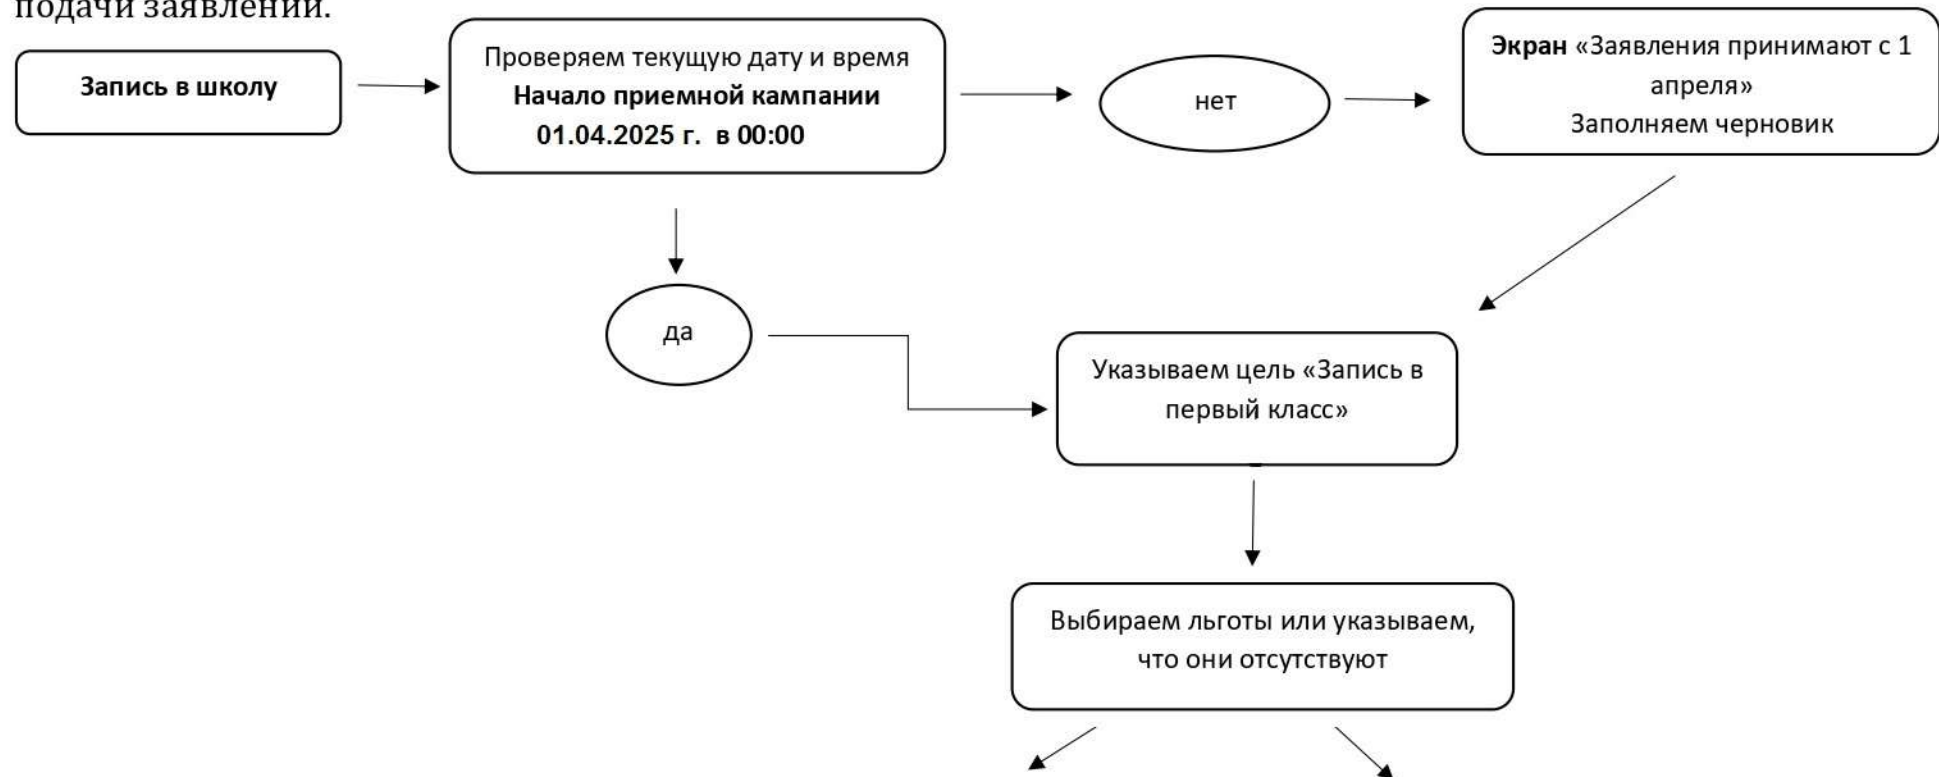 подачи заявлений.
Запись в школу
Проверяем текущую дату и время
Начало приемной кампании
01.04.2025 г. в 00:00
нет
Экран «Заявления принимают с 1
апреля»
Заполняем черновик
да
Указываем цель «Запись в
первый класс»
Выбираем льготы или указываем,
что они отсутствуют